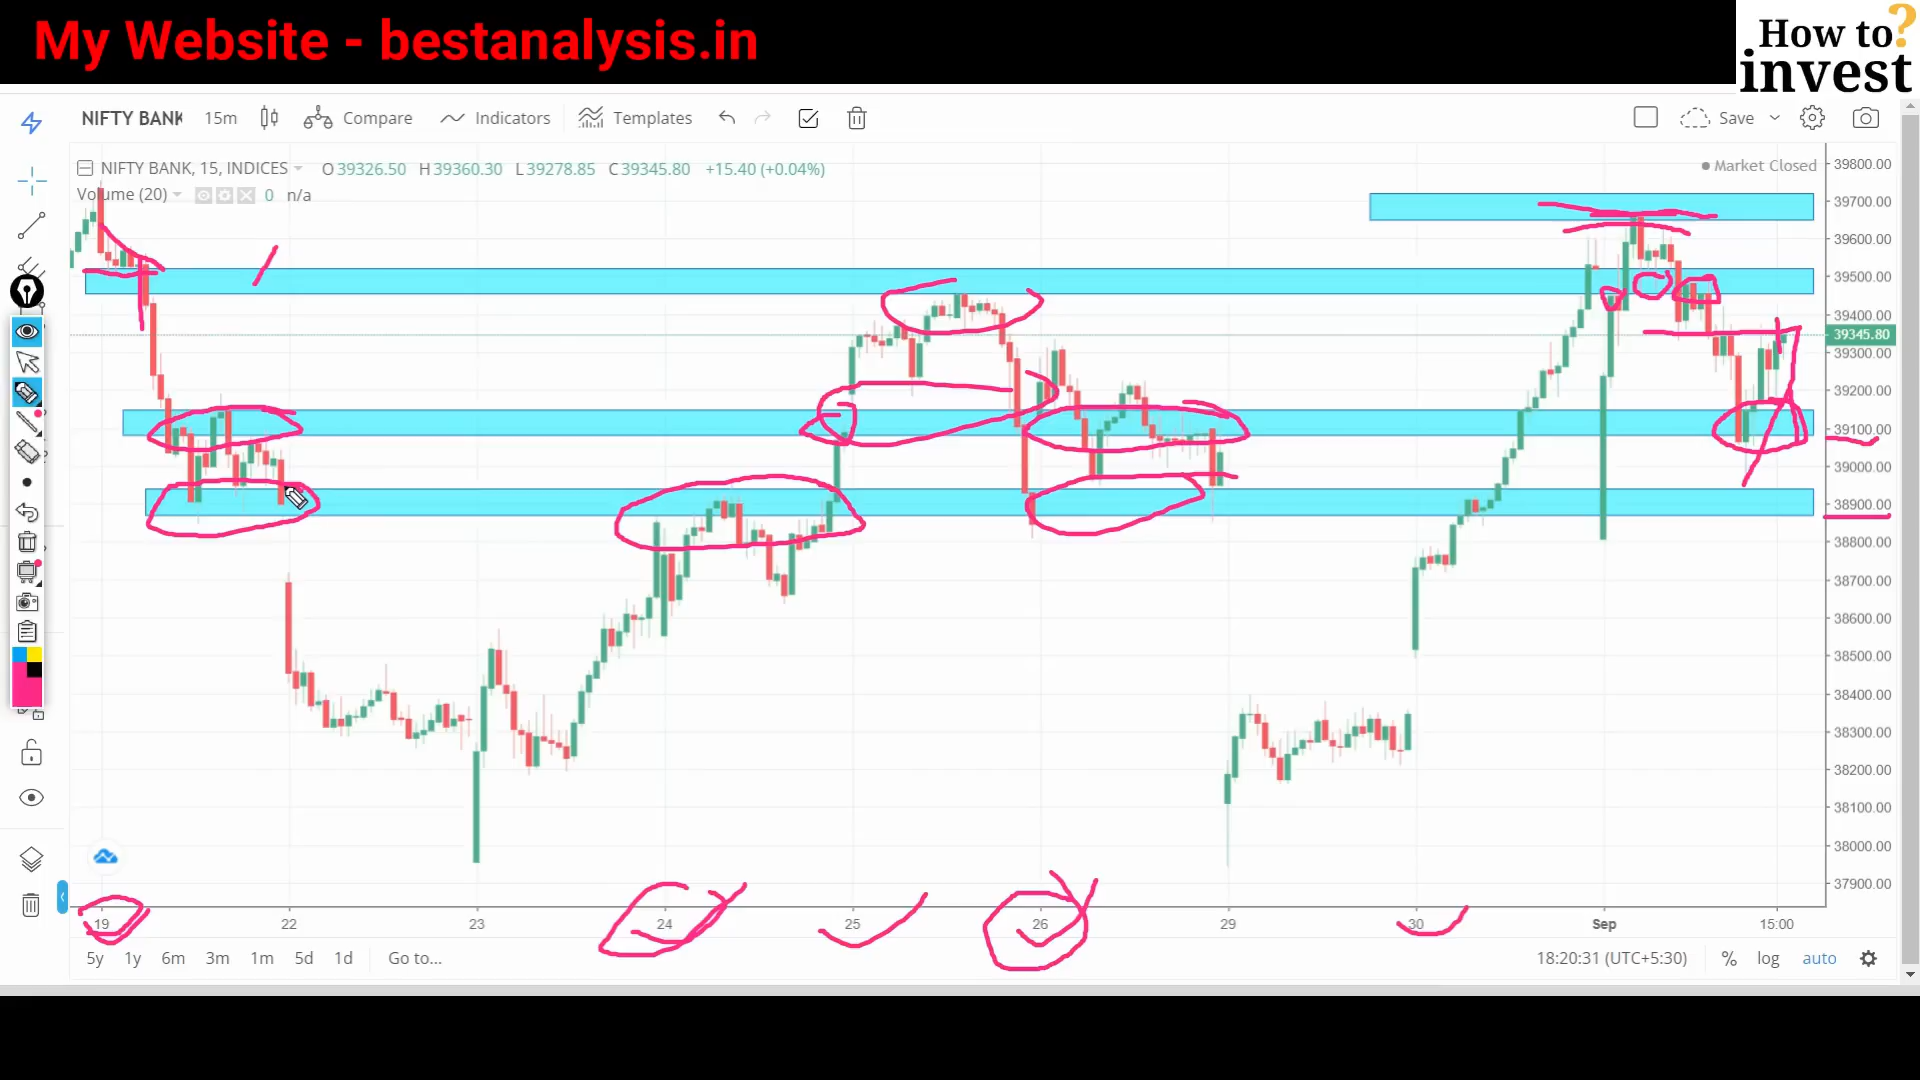 My Website - bestanalysis.in
How to?
invest
NIFTY BANK 15m Compare Indicators Templates Save
NIFTY BANK, 15, INDICES O39326.50 H39360.30 L39278.85 C39345.80 +15.40 (+0.04%)
Market Closed
Volume (20) 0 n/a
39800.00
39700.00
39600.00
39500.00
39400.00
39345.80
39300.00
39200.00
39100.00
39000.00
38900.00
38800.00
38700.00
38600.00
38500.00
38400.00
38300.00
38200.00
38100.00
38000.00
37900.00
19 22 23 24 25 26 29 30 Sep 15:00
5y 1y 6m 3m 1m 5d 1d Go to... 18:20:31 (UTC+5:30) % log auto